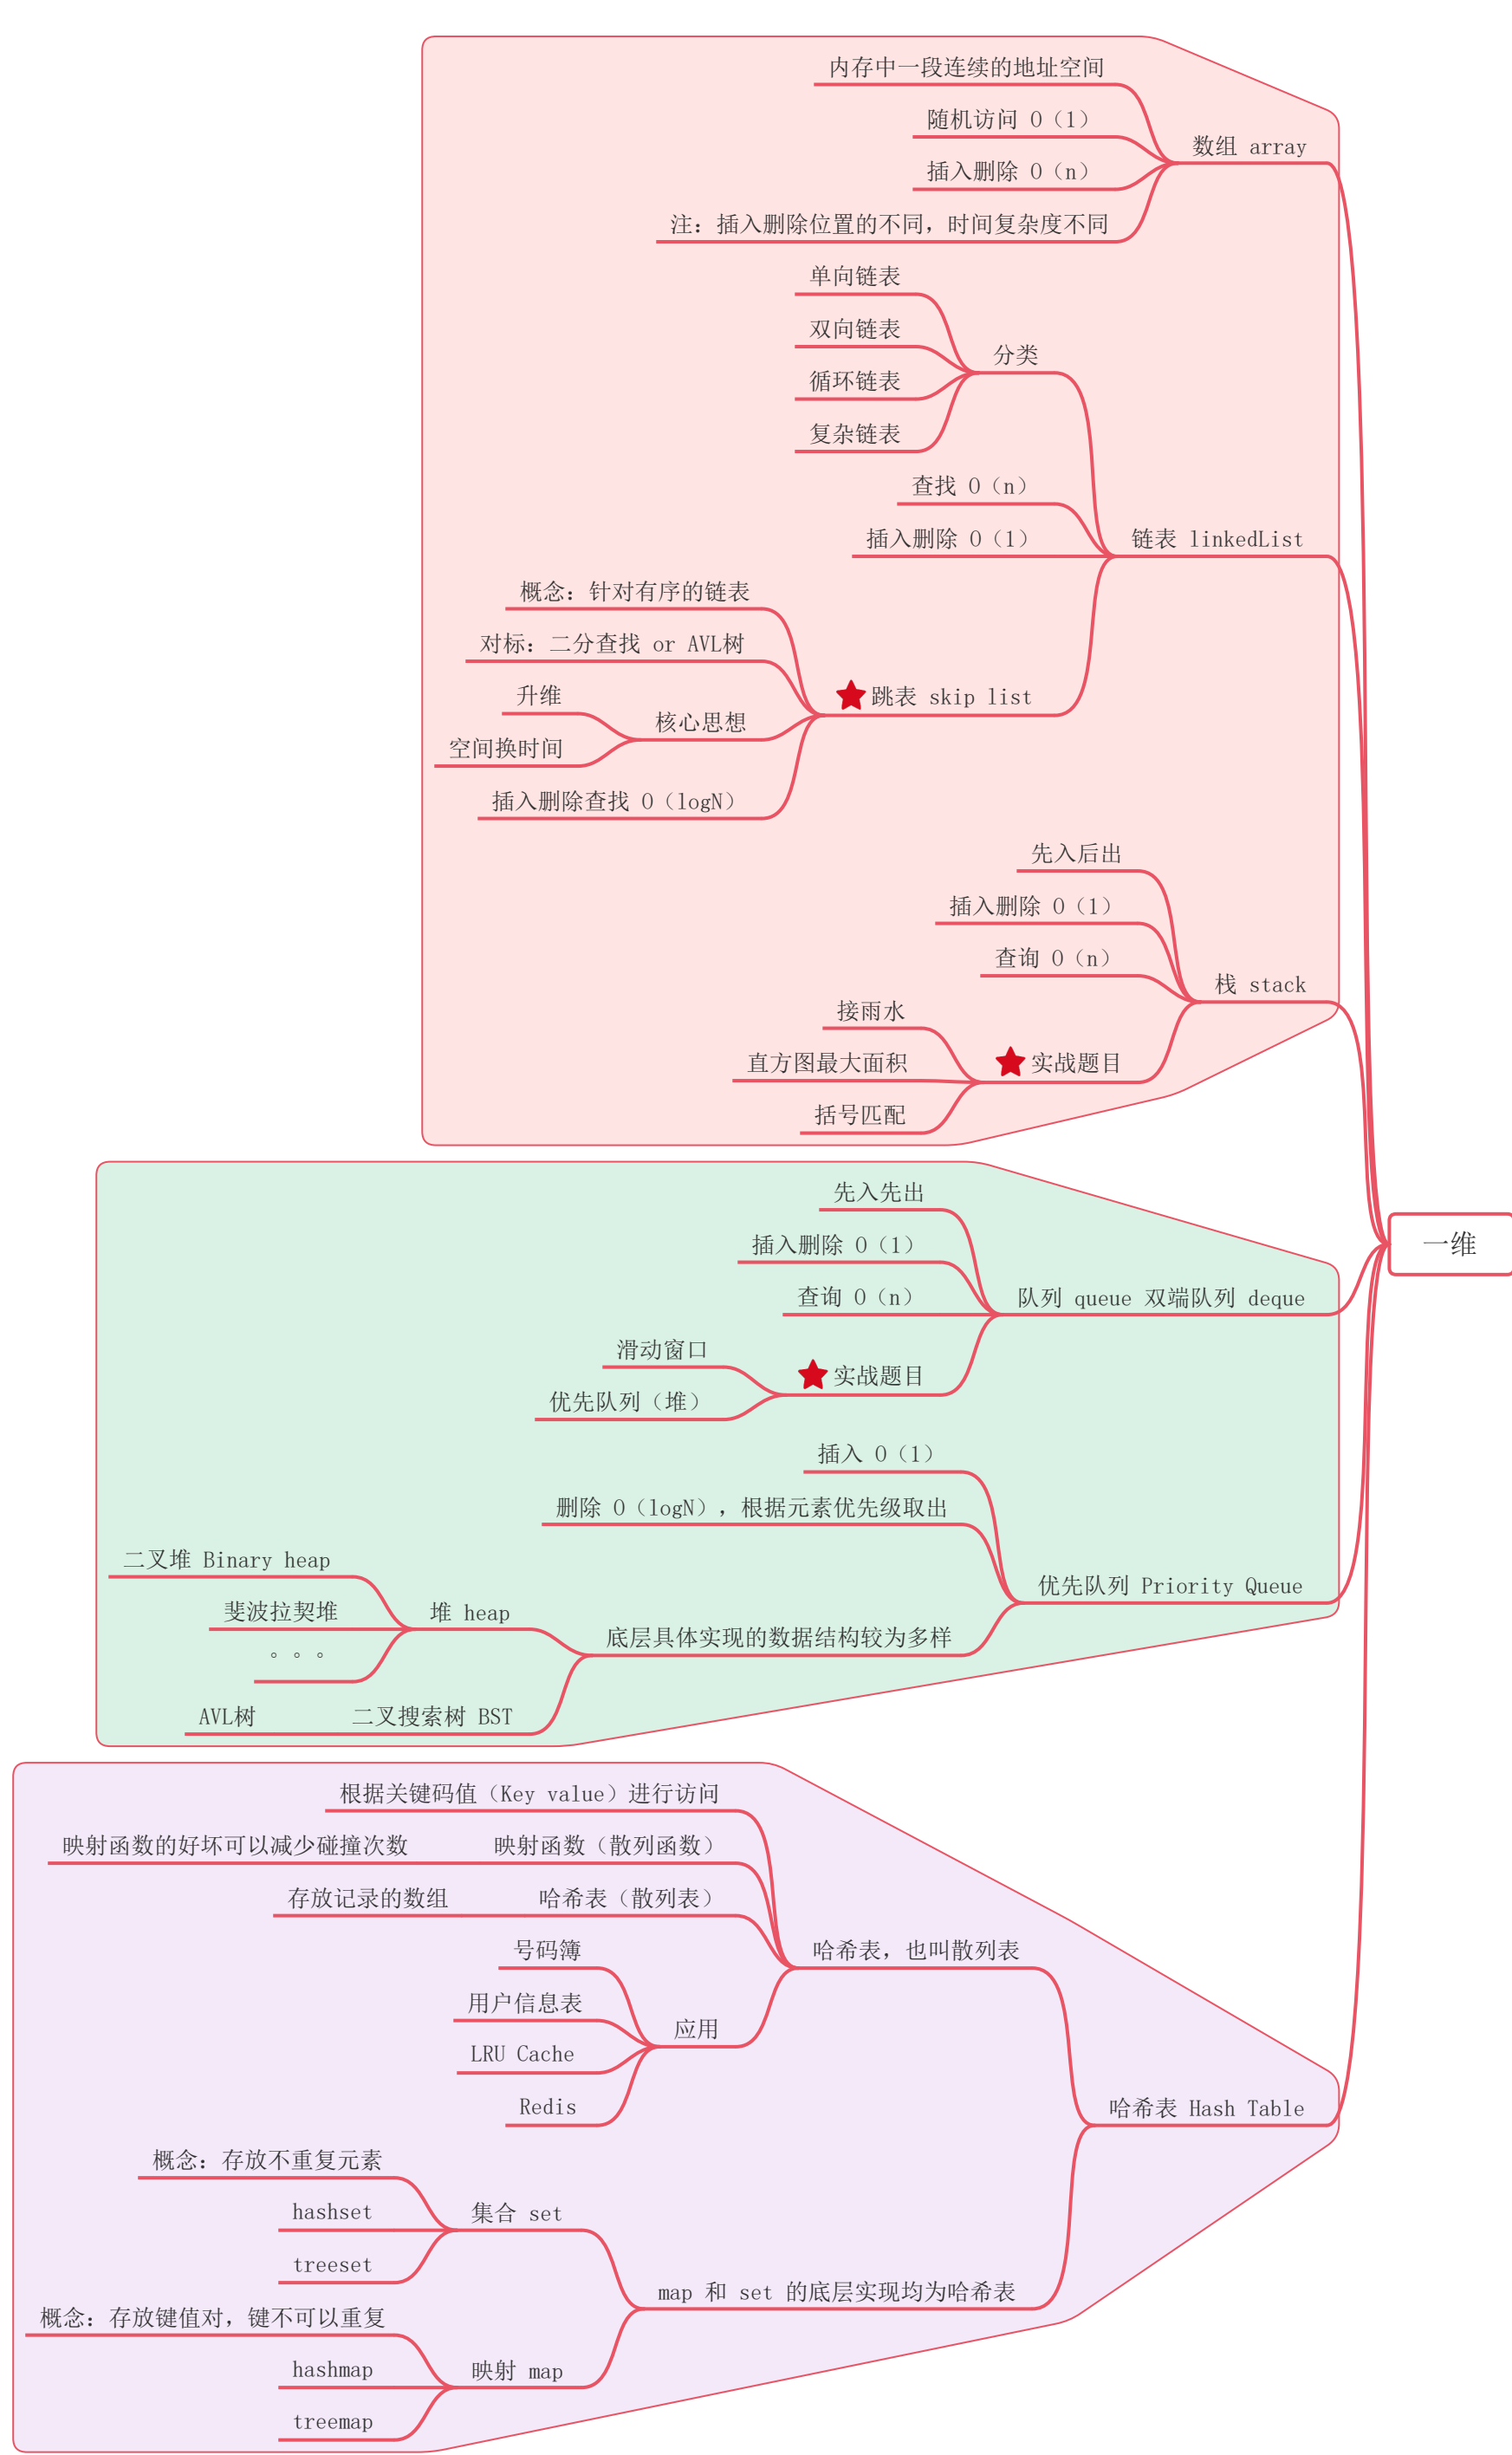 一维
数组 array
内存中一段连续的地址空间
随机访问 O（1）
插入删除 O（n）
注：插入删除位置的不同，时间复杂度不同
链表 linkedList
分类
单向链表
双向链表
循环链表
复杂链表
查找 O（n）
插入删除 O（1）
跳表 skip list
概念：针对有序的链表
对标：二分查找 or AVL树
核心思想
升维
空间换时间
插入删除查找 O（logN）
栈 stack
先入后出
插入删除 O（1）
查询 O（n）
实战题目
接雨水
直方图最大面积
括号匹配
队列 queue 双端队列 deque
先入先出
插入删除 O（1）
查询 O（n）
实战题目
滑动窗口
优先队列（堆）
优先队列 Priority Queue
插入 O（1）
删除 O（logN），根据元素优先级取出
底层具体实现的数据结构较为多样
堆 heap
二叉堆 Binary heap
斐波拉契堆
。。。
二叉搜索树 BST
AVL树
哈希表 Hash Table
哈希表，也叫散列表
根据关键码值（Key value）进行访问
映射函数（散列函数）
映射函数的好坏可以减少碰撞次数
哈希表（散列表）
存放记录的数组
应用
号码簿
用户信息表
LRU Cache
Redis
map 和 set 的底层实现均为哈希表
集合 set
概念：存放不重复元素
hashset
treeset
映射 map
概念：存放键值对，键不可以重复
hashmap
treemap